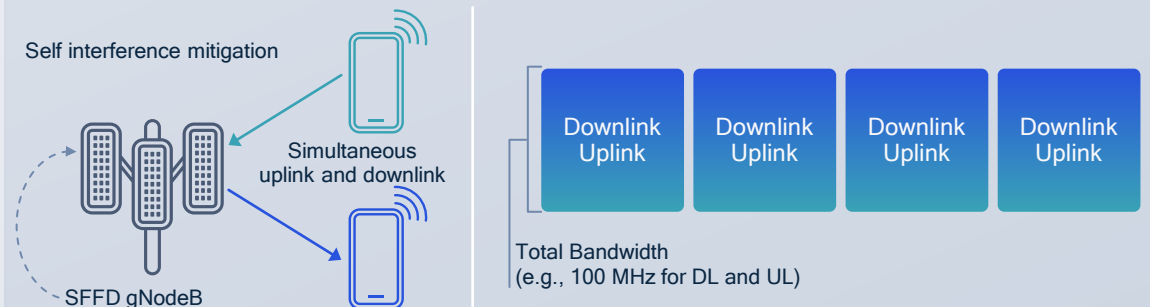 Self interference mitigation
Simultaneous
uplink and downlink
SFFD gNodeB
Downlink
Uplink
Downlink
Uplink
Downlink
Uplink
Downlink
Uplink
Total Bandwidth
(e.g., 100 MHz for DL and UL)